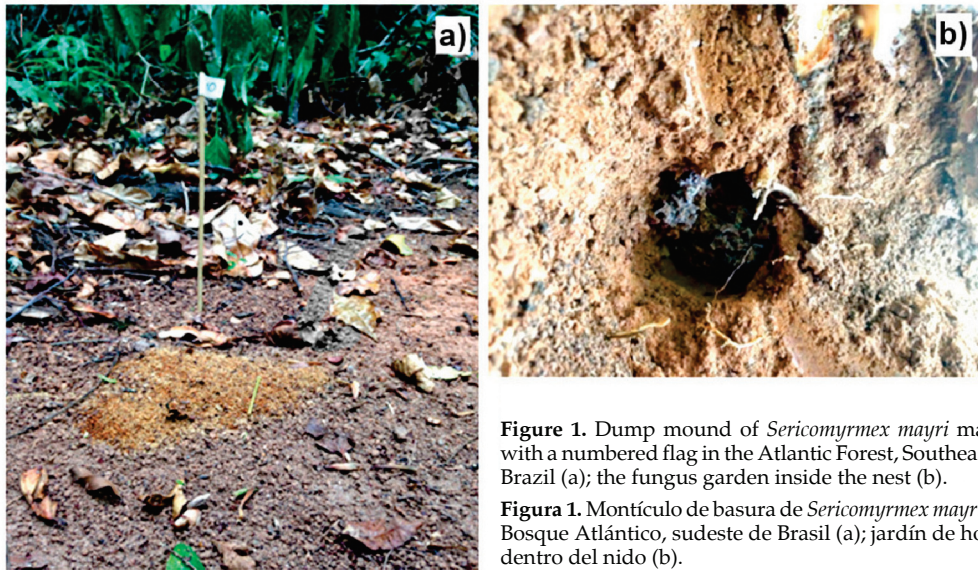 a)
b)
Figure 1. Dump mound of Sericomyrmex mayri ma
with a numbered flag in the Atlantic Forest, Southea
Brazil (a); the fungus garden inside the nest (b).
Figura 1. Montículo de basura de Sericomyrmex mayr
Bosque Atlántico, sudeste de Brasil (a); jardín de ho
dentro del nido (b).